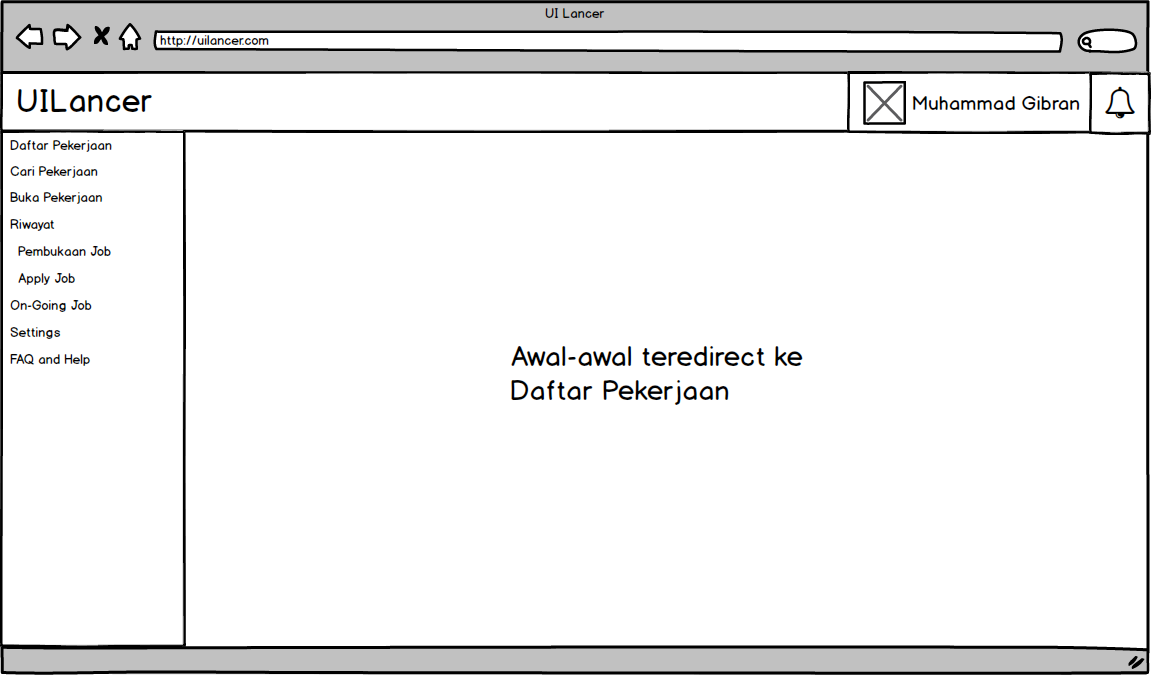 UI Lancer
http://uilancer.com
UILancer
Muhammad Gibran
Daftar Pekerjaan
Cari Pekerjaan
Buka Pekerjaan
Riwayat
Pembukaan Job
Apply Job
On-Going Job
Settings
FAQ and Help
Awal-awal teredirect ke
Daftar Pekerjaan